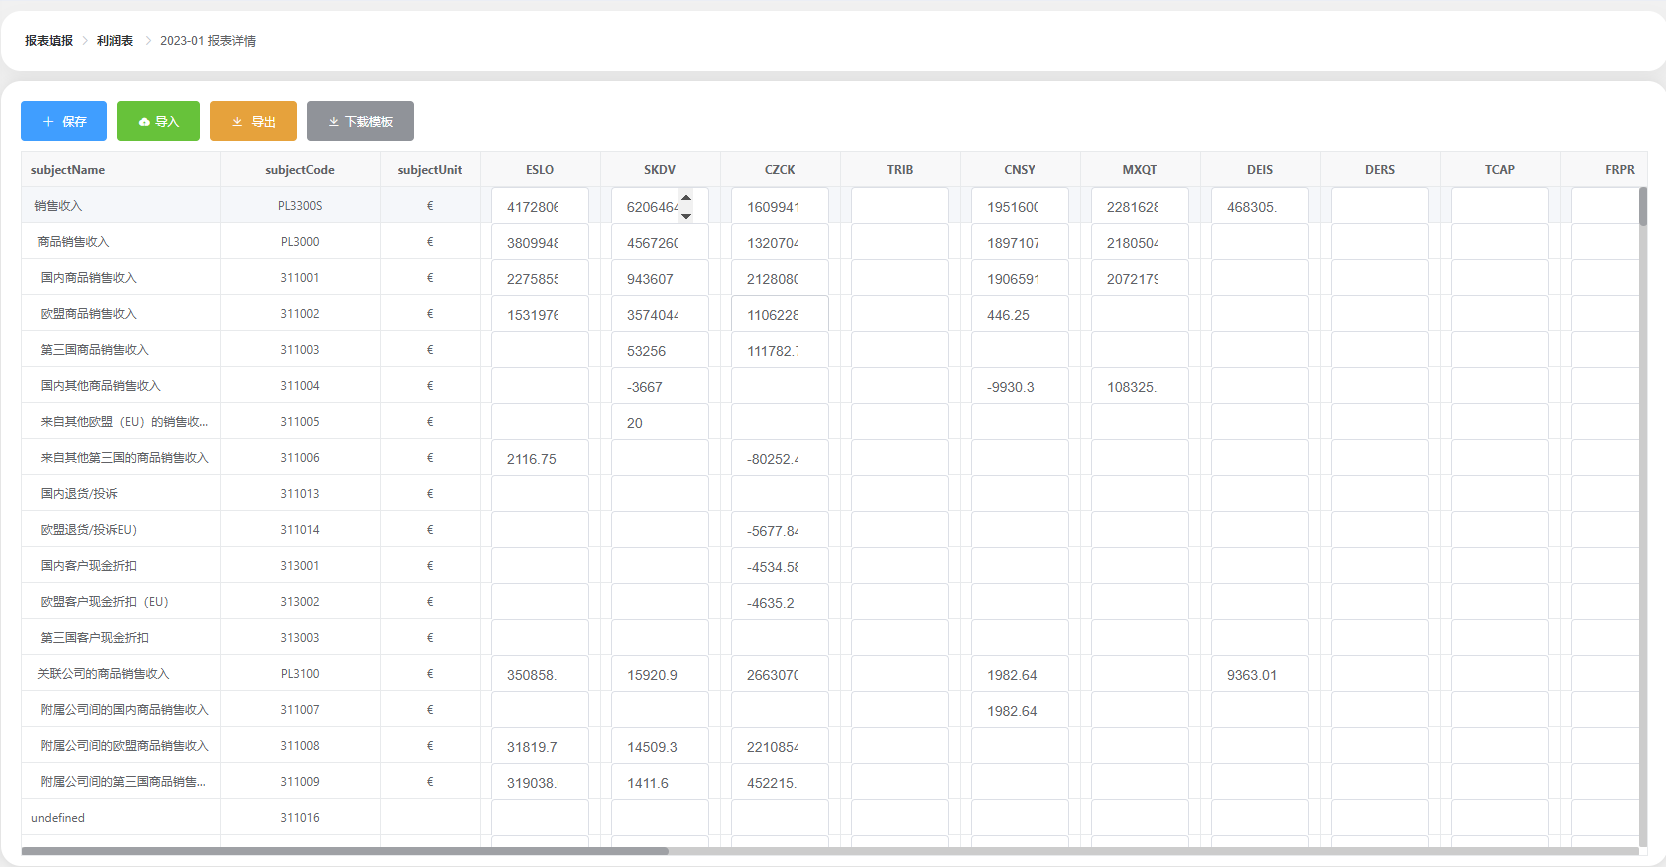 报表填报 > 利润表 > 2023-01 报表详情
保存 导入 导出 下载模板
subjectName subjectCode subjectUnit ESLO SKDV CZCK TRIB CNSY MXQT DEIS DERS TCAP FRPR
销售收入 PL3300S € 4172806 6206464 1609941 1951600 2281628 468305.
商品销售收入 PL3000 € 3809948 4567260 1320704 1897107 2180504
国内商品销售收入 311001 € 2275855 943607 2128080 1906591 2072179
欧盟商品销售收入 311002 € 1531976 3574044 1106228 446.25
第三国商品销售收入 311003 € 53256 111782.7
国内其他商品销售收入 311004 € -3667 -9930.3 108325.
来自其他欧盟（EU）的销售收... 311005 € 20
来自其他第三国的商品销售收入 311006 € 2116.75 -80252.4
国内退货/投诉 311013 €
欧盟退货/投诉EU） 311014 € -5677.84
国内客户现金折扣 313001 € -4534.58
欧盟客户现金折扣（EU） 313002 € -4635.2
第三国客户现金折扣 313003 €
关联公司的商品销售收入 PL3100 € 350858. 15920.9 2663070 1982.64 9363.01
附属公司间的国内商品销售收入 311007 € 1982.64
附属公司间的欧盟商品销售收入 311008 € 31819.7 14509.3 2210854
附属公司间的第三国商品销售... 311009 € 319038. 1411.6 452215.
undefined 311016